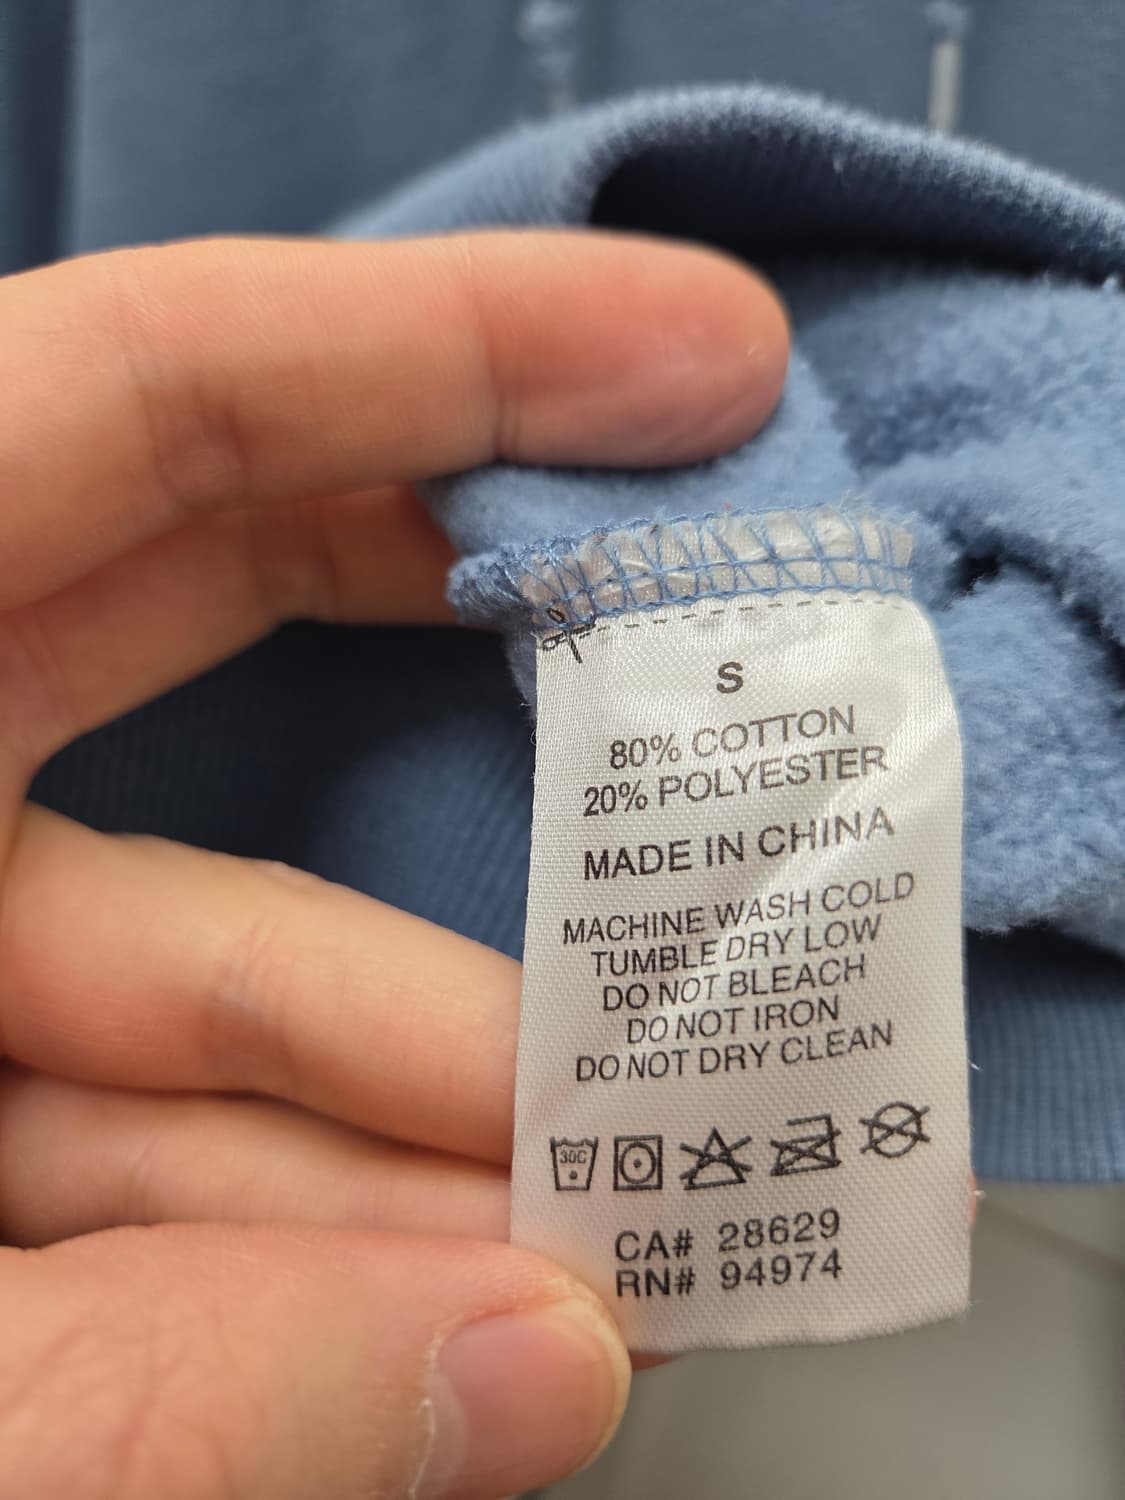 S
80% COTTON
20% POLYESTER
MADE IN CHINA
MACHINE WASH COLD
TUMBLE DRY LOW
DO NOT BLEACH
DO NOT IRON
DO NOT DRY CLEAN
30C
CA# 28629
RN# 94974